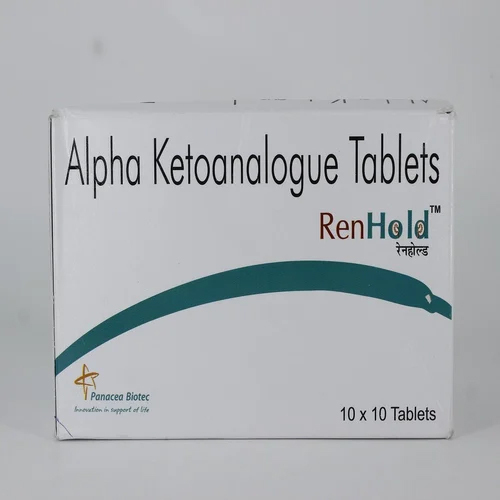 Alpha Ketoanalogue Tablets
RenHold™
रेनहोल्ड
Panacea Biotec
Innovation in support of life
10 x 10 Tablets